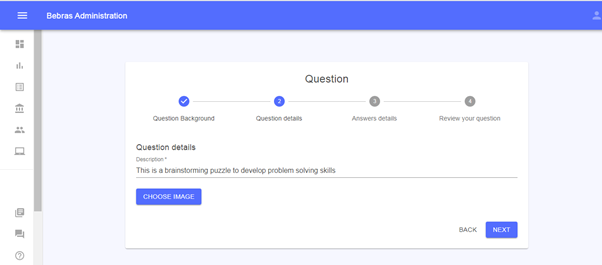 Bebras Administration
Question
✓ 2 3 4
Question Background Question details Answers details Review your question
Question details
Description *
This is a brainstorming puzzle to develop problem solving skills
CHOOSE IMAGE
BACK NEXT